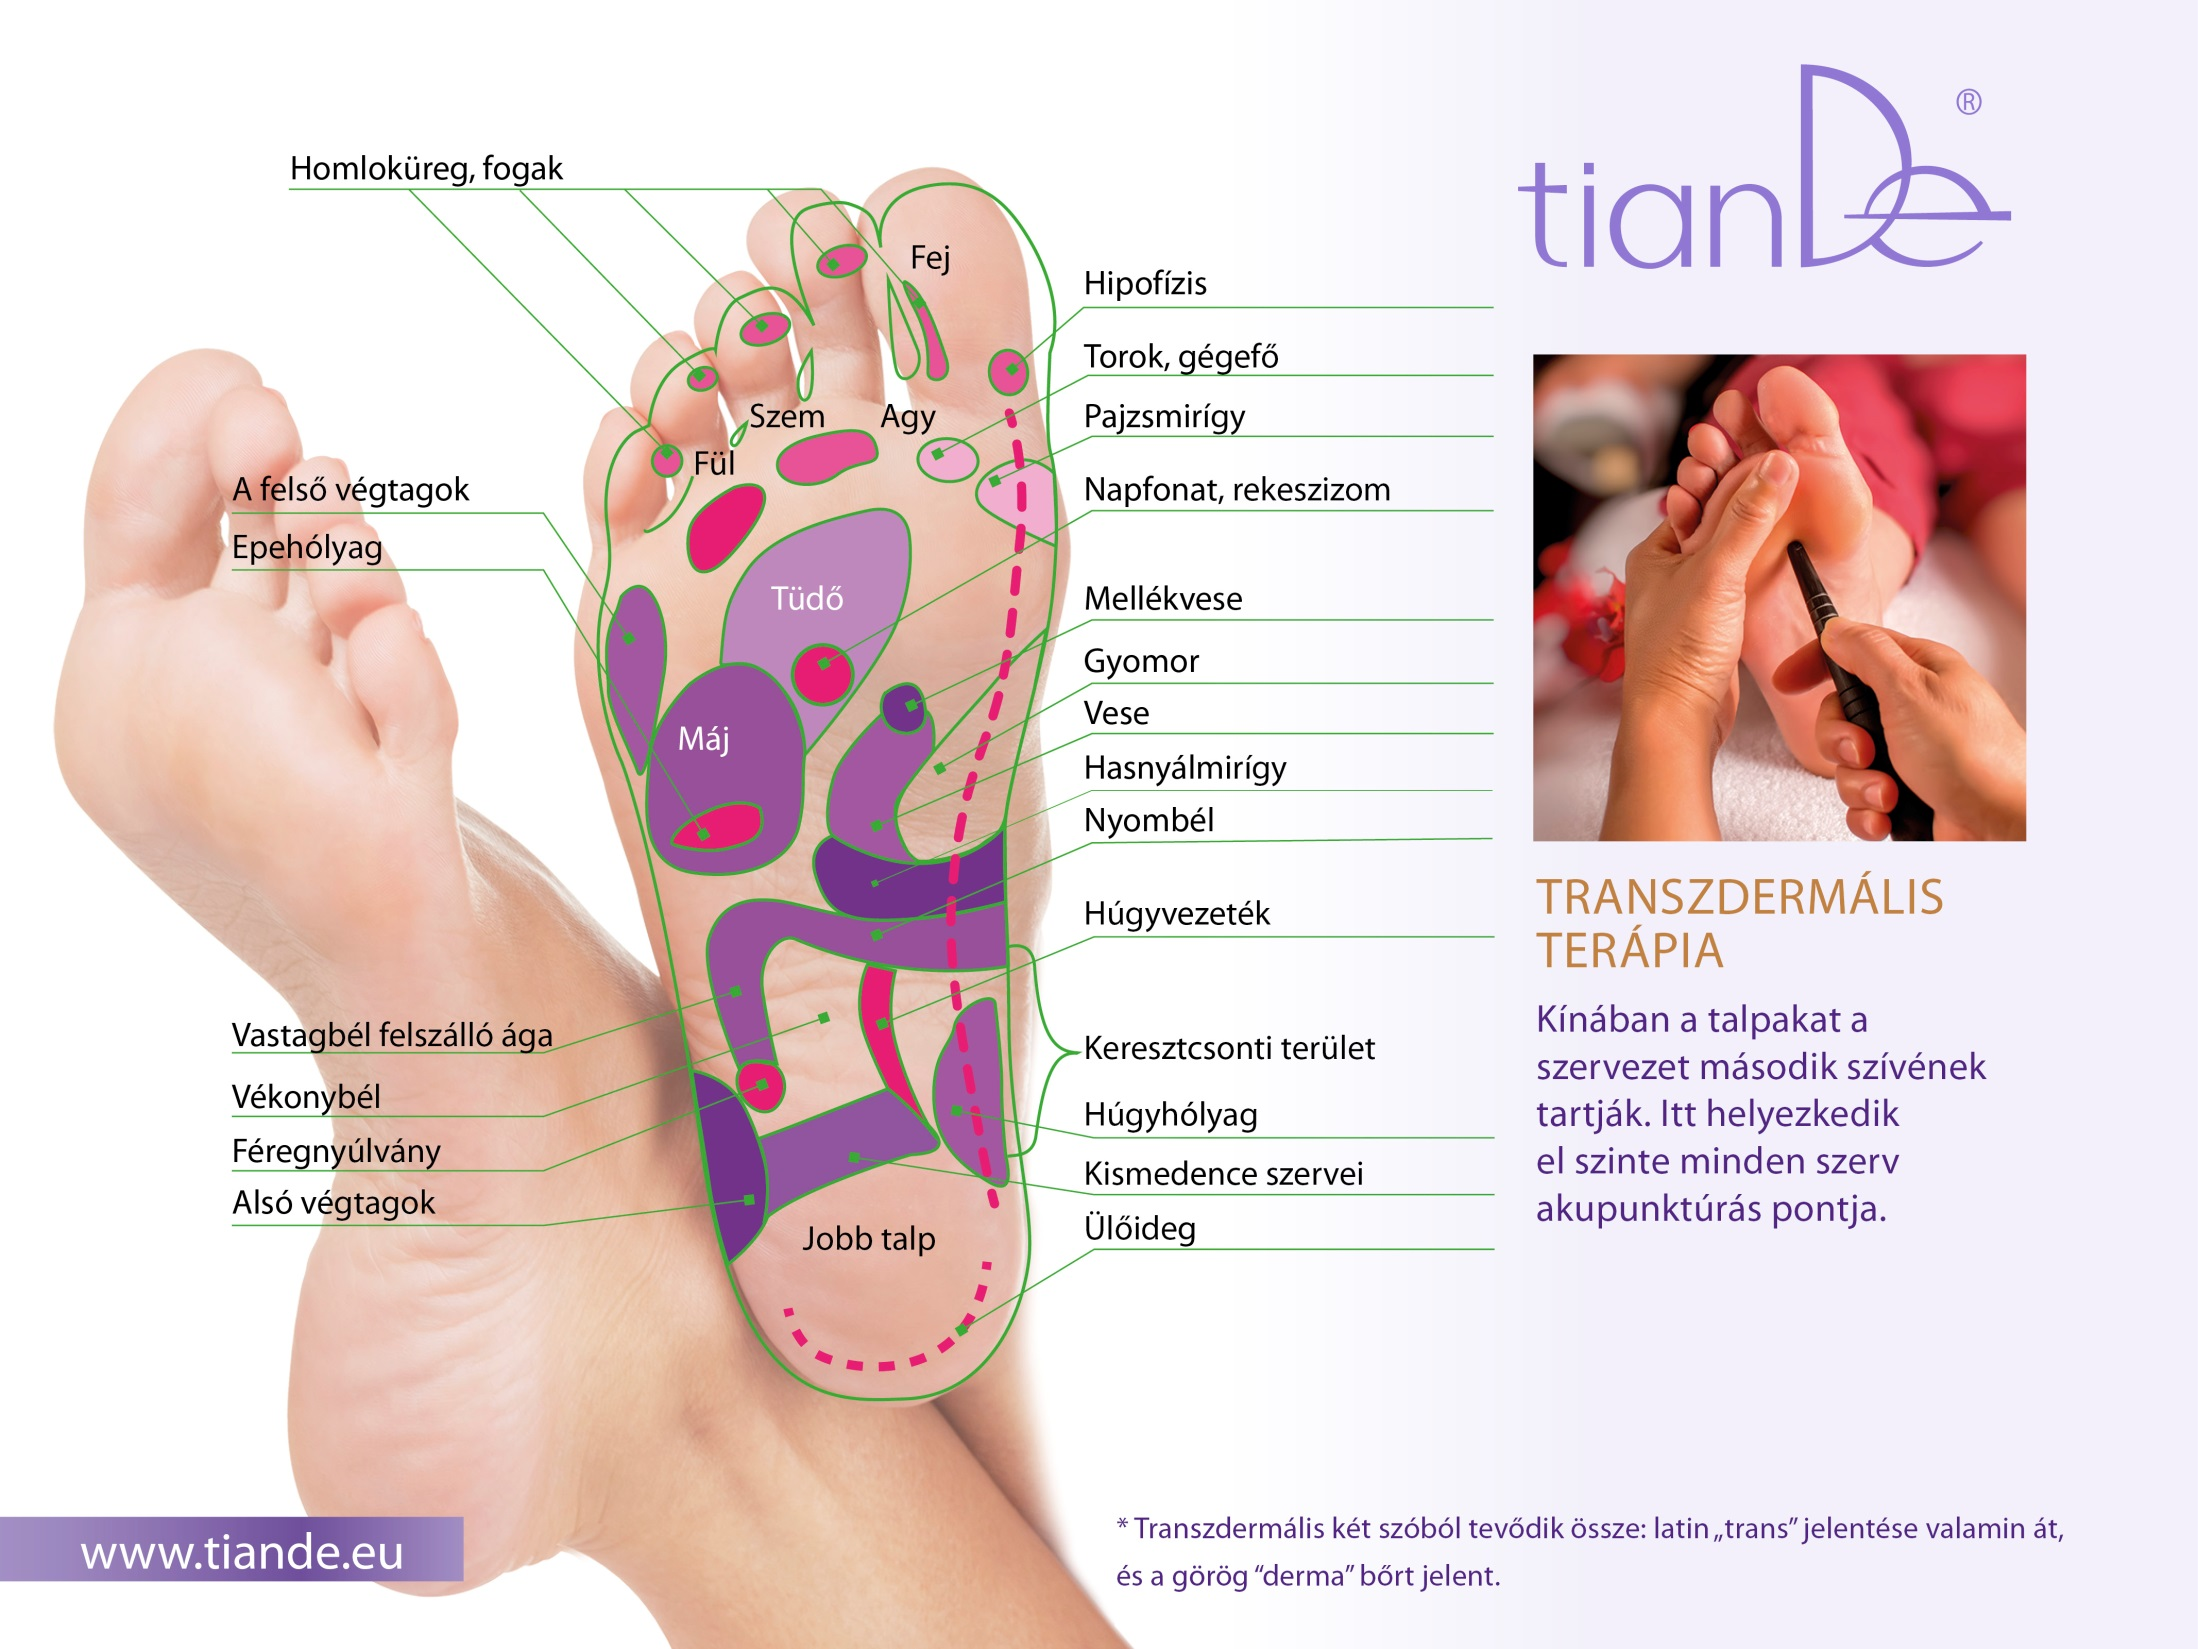 tianDe®
Homloküreg, fogak
Fej
Hipofízis
Torok, gégefő
Szem
Agy
Pajzsmirígy
Fül
A felső végtagok
Napfonat, rekeszizom
Epehólyag
Tüdő
Mellékvese
Gyomor
Vese
Máj
Hasnyálmirígy
Nyombél
Húgyvezeték
Vastagbél felszálló ága
Keresztcsonti terület
Vékonybél
Húgyhólyag
Féregnyúlvány
Kismedence szervei
Alsó végtagok
Ülőideg
Jobb talp
TRANSZDERMÁLIS
TERÁPIA
Kínában a talpakat a
szervezet második szívének
tartják. Itt helyezkedik
el szinte minden szerv
akupunktúrás pontja.
* Transzdermális két szóból tevődik össze: latin „trans” jelentése valamin át,
és a görög “derma” bőrt jelent.
www.tiande.eu